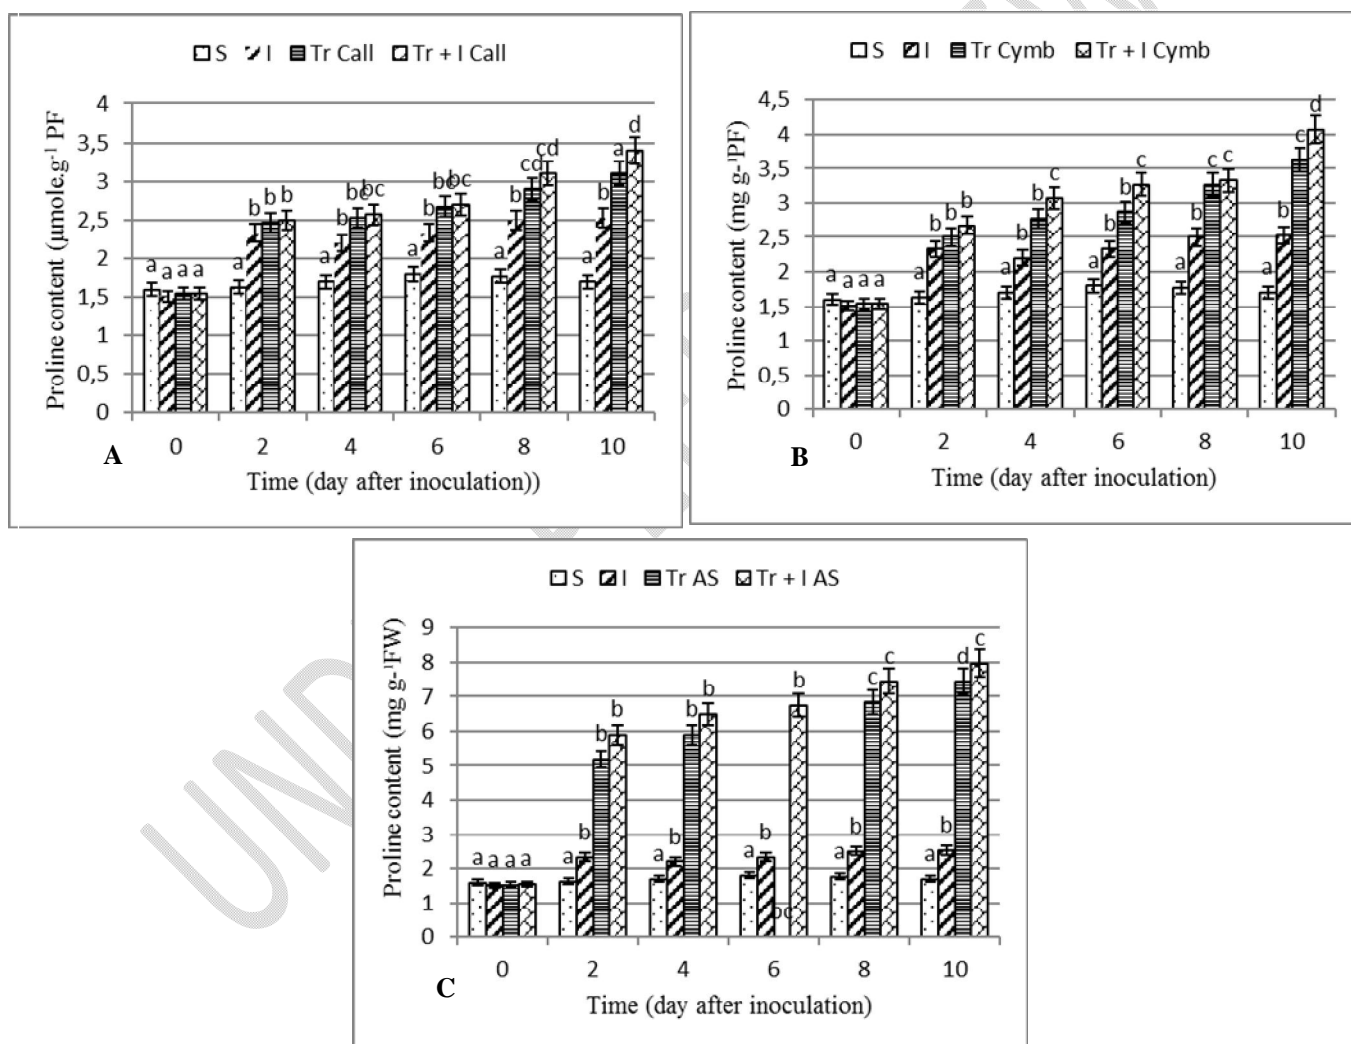 S I Tr Call Tr + I Call
Proline content (µmole.g⁻¹ PF
4
3,5
3
2,5
2
1,5
1
0,5
0
a a a a
a b b b
a b bc bc
a b bc bc
a b cd cd
a b a d
0 2 4 6 8 10
Time (day after inoculation))
A
S I Tr Cymb Tr + I Cymb
Proline content (mg g-¹PF)
4,5
4
3,5
3
2,5
2
1,5
1
0,5
0
a a a a
a b b b
a b b c
a b b c
a b c c
a b c d
0 2 4 6 8 10
Time (day after inoculation)
B
S I Tr AS Tr + I AS
Proline content (mg g-¹FW)
9
8
7
6
5
4
3
2
1
0
a a a a
a b b b
a b b b
a b bc b
a b c c
a b d c
0 2 4 6 8 10
Time (day after inoculation)
C